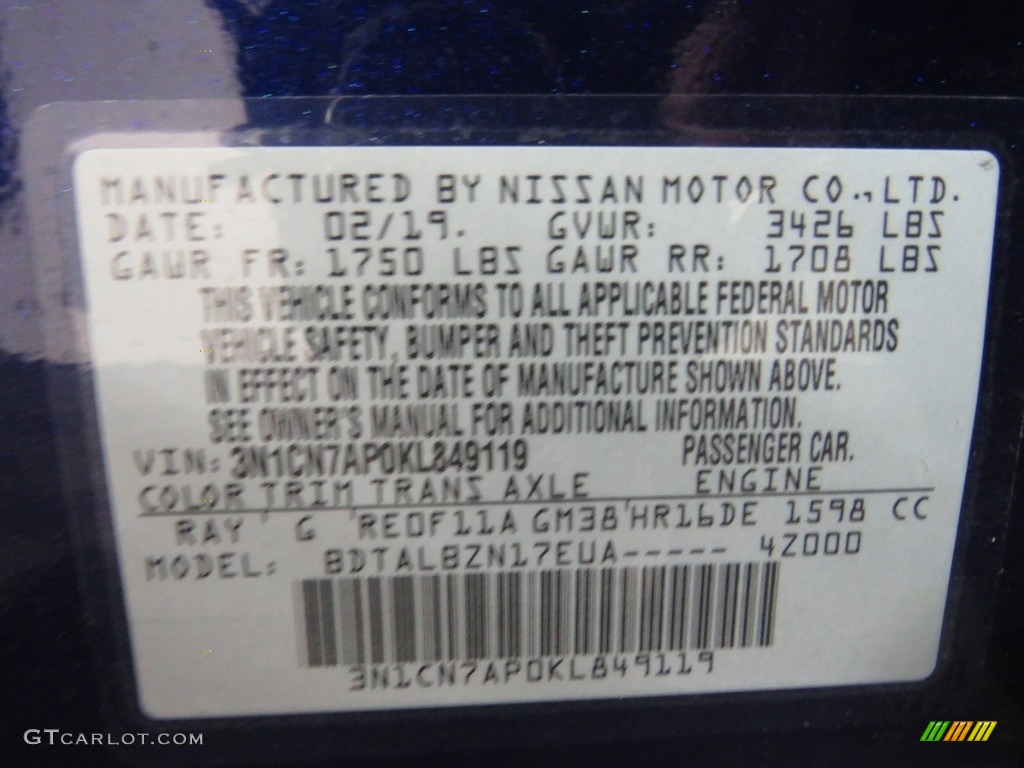 MANUFACTURED BY NISSAN MOTOR CO.,LTD.
DATE: 02/19. GVWR: 3426 LBS
GAWR FR: 1750 LBS GAWR RR: 1708 LBS
THIS VEHICLE CONFORMS TO ALL APPLICABLE FEDERAL MOTOR
VEHICLE SAFETY, BUMPER AND THEFT PREVENTION STANDARDS
IN EFFECT ON THE DATE OF MANUFACTURE SHOWN ABOVE.
SEE OWNER'S MANUAL FOR ADDITIONAL INFORMATION.
VIN: 3N1CN7AP0KL849119 PASSENGER CAR.
COLOR TRIM TRANS AXLE ENGINE
RAY G RE0F11A GM38 HR16DE 1598 CC
MODEL: BDTALBZN17EUA----- 4Z000
3N1CN7AP0KL849119
GTCARLOT.COM